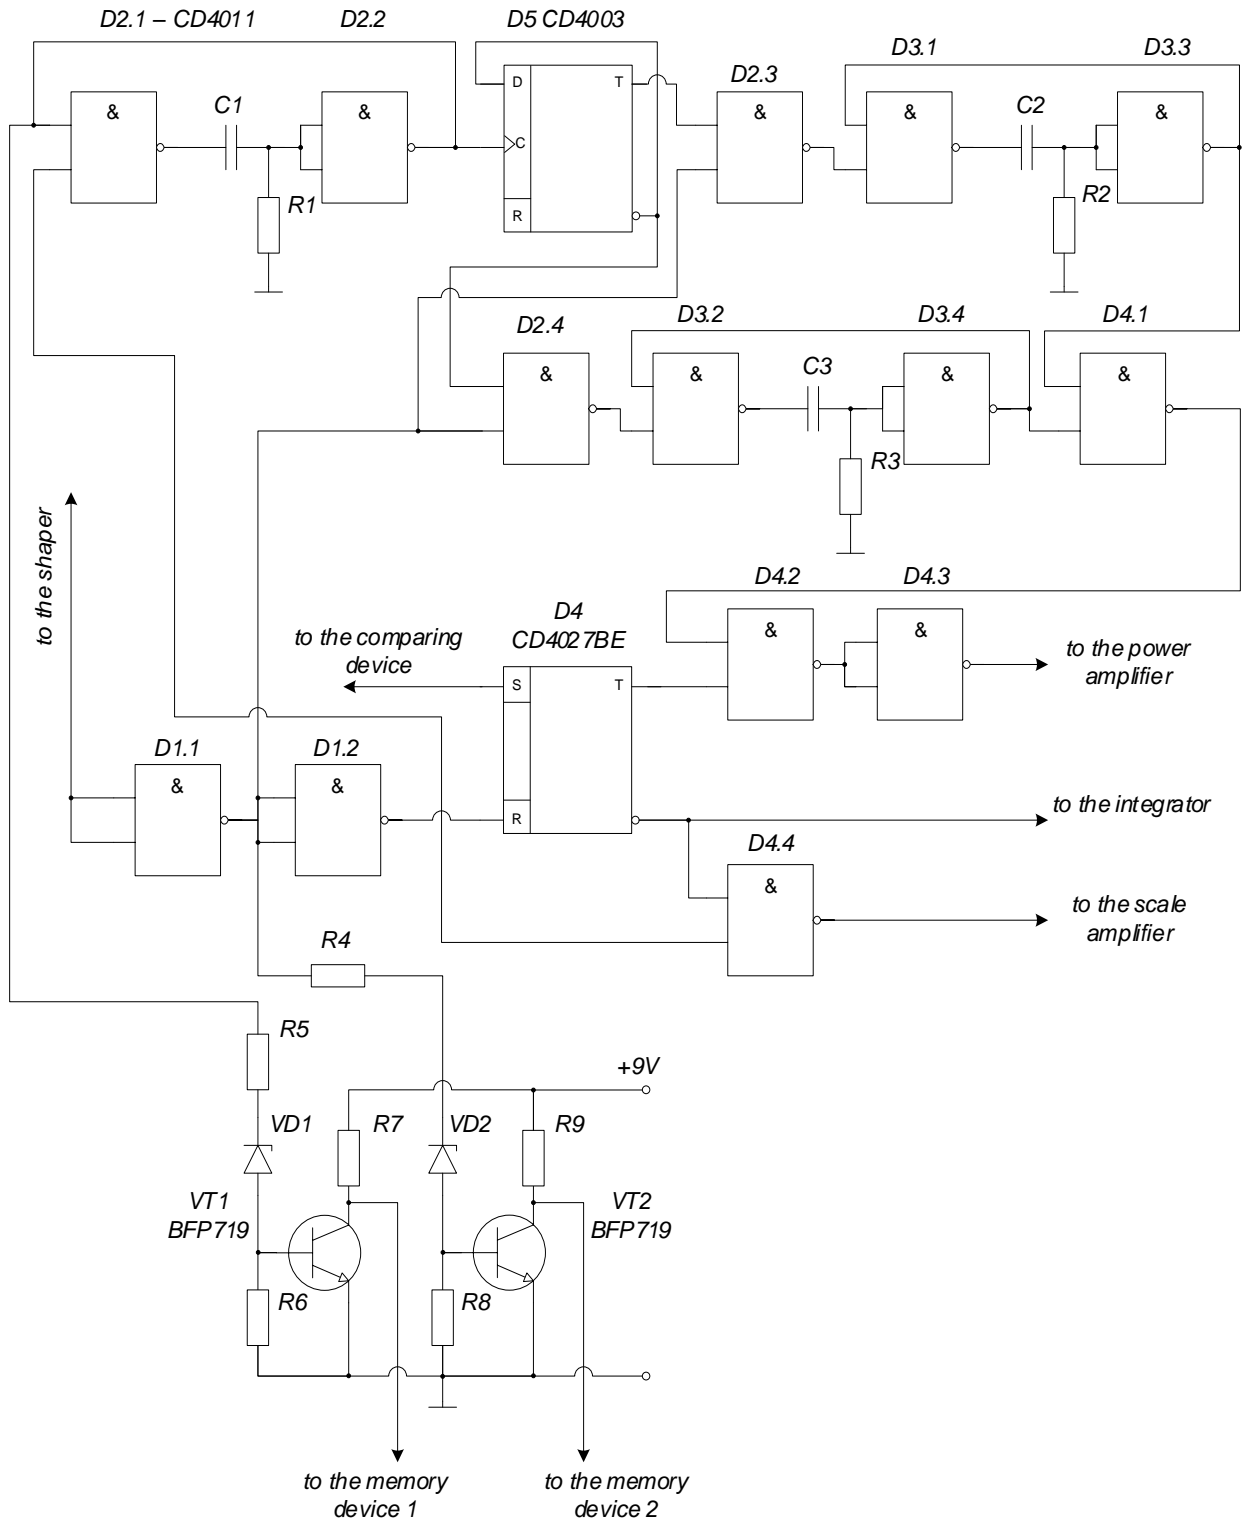 D2.1 – CD4011
D2.2
D5 CD4003
D3.1
D3.3
D2.3
&
C1
&
D
T
C
R
&
&
C2
&
R1
R2
D2.4
D3.2
D3.4
D4.1
&
&
C3
&
&
R3
to the shaper
D4.2
D4.3
D4
CD4027BE
to the comparing
device
S
T
R
&
&
to the power
amplifier
D1.1
D1.2
&
&
to the integrator
D4.4
&
to the scale
amplifier
R4
R5
+9V
VD1
R7
VD2
R9
VT1
BFP719
VT2
BFP719
R6
R8
to the memory
device 1
to the memory
device 2